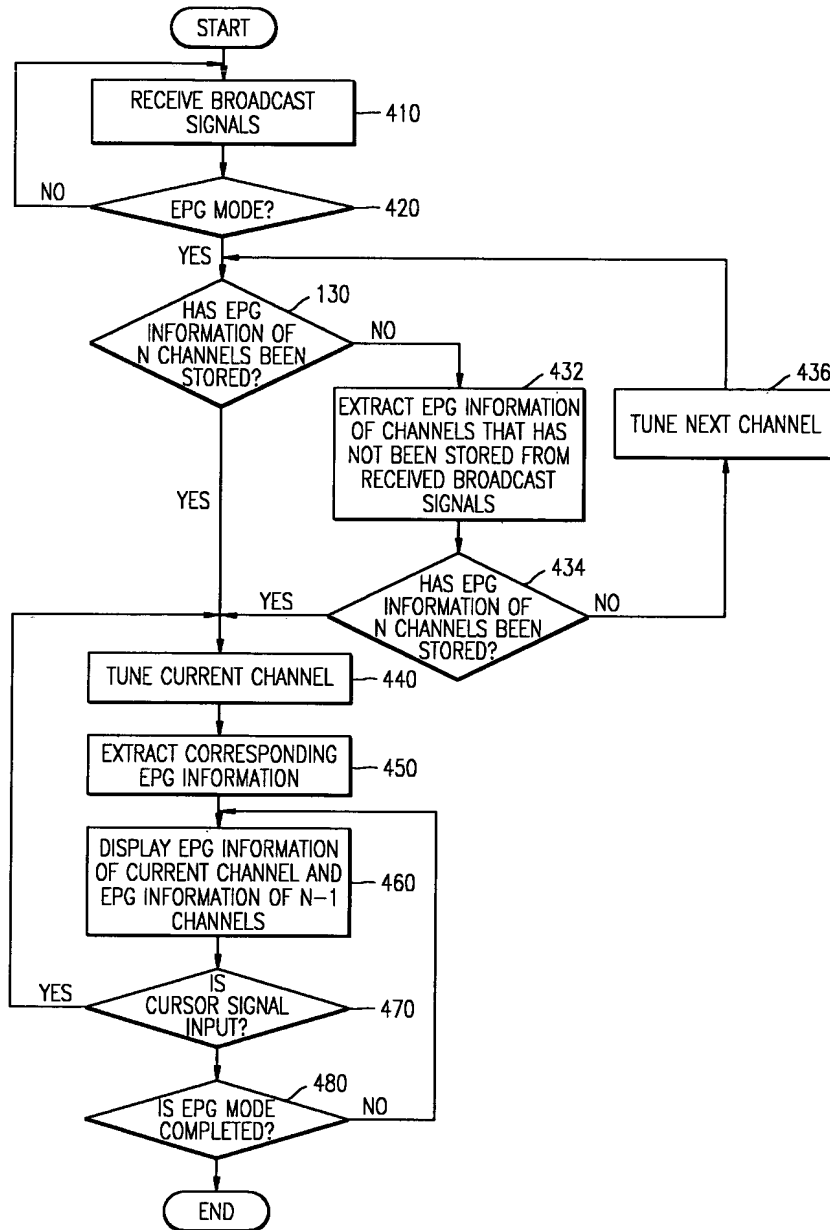 START
RECEIVE BROADCAST
SIGNALS
410
NO
EPG MODE?
420
YES
130
HAS EPG
INFORMATION OF
N CHANNELS BEEN
STORED?
NO
432
EXTRACT EPG INFORMATION
OF CHANNELS THAT HAS
NOT BEEN STORED FROM
RECEIVED BROADCAST
SIGNALS
436
TUNE NEXT CHANNEL
YES
434
HAS EPG
INFORMATION OF
N CHANNELS BEEN
STORED?
YES
NO
TUNE CURRENT CHANNEL
440
EXTRACT CORRESPONDING
EPG INFORMATION
450
DISPLAY EPG INFORMATION
OF CURRENT CHANNEL AND
EPG INFORMATION OF N-1
CHANNELS
460
YES
IS
CURSOR SIGNAL
INPUT?
470
480
IS EPG MODE
COMPLETED?
NO
END